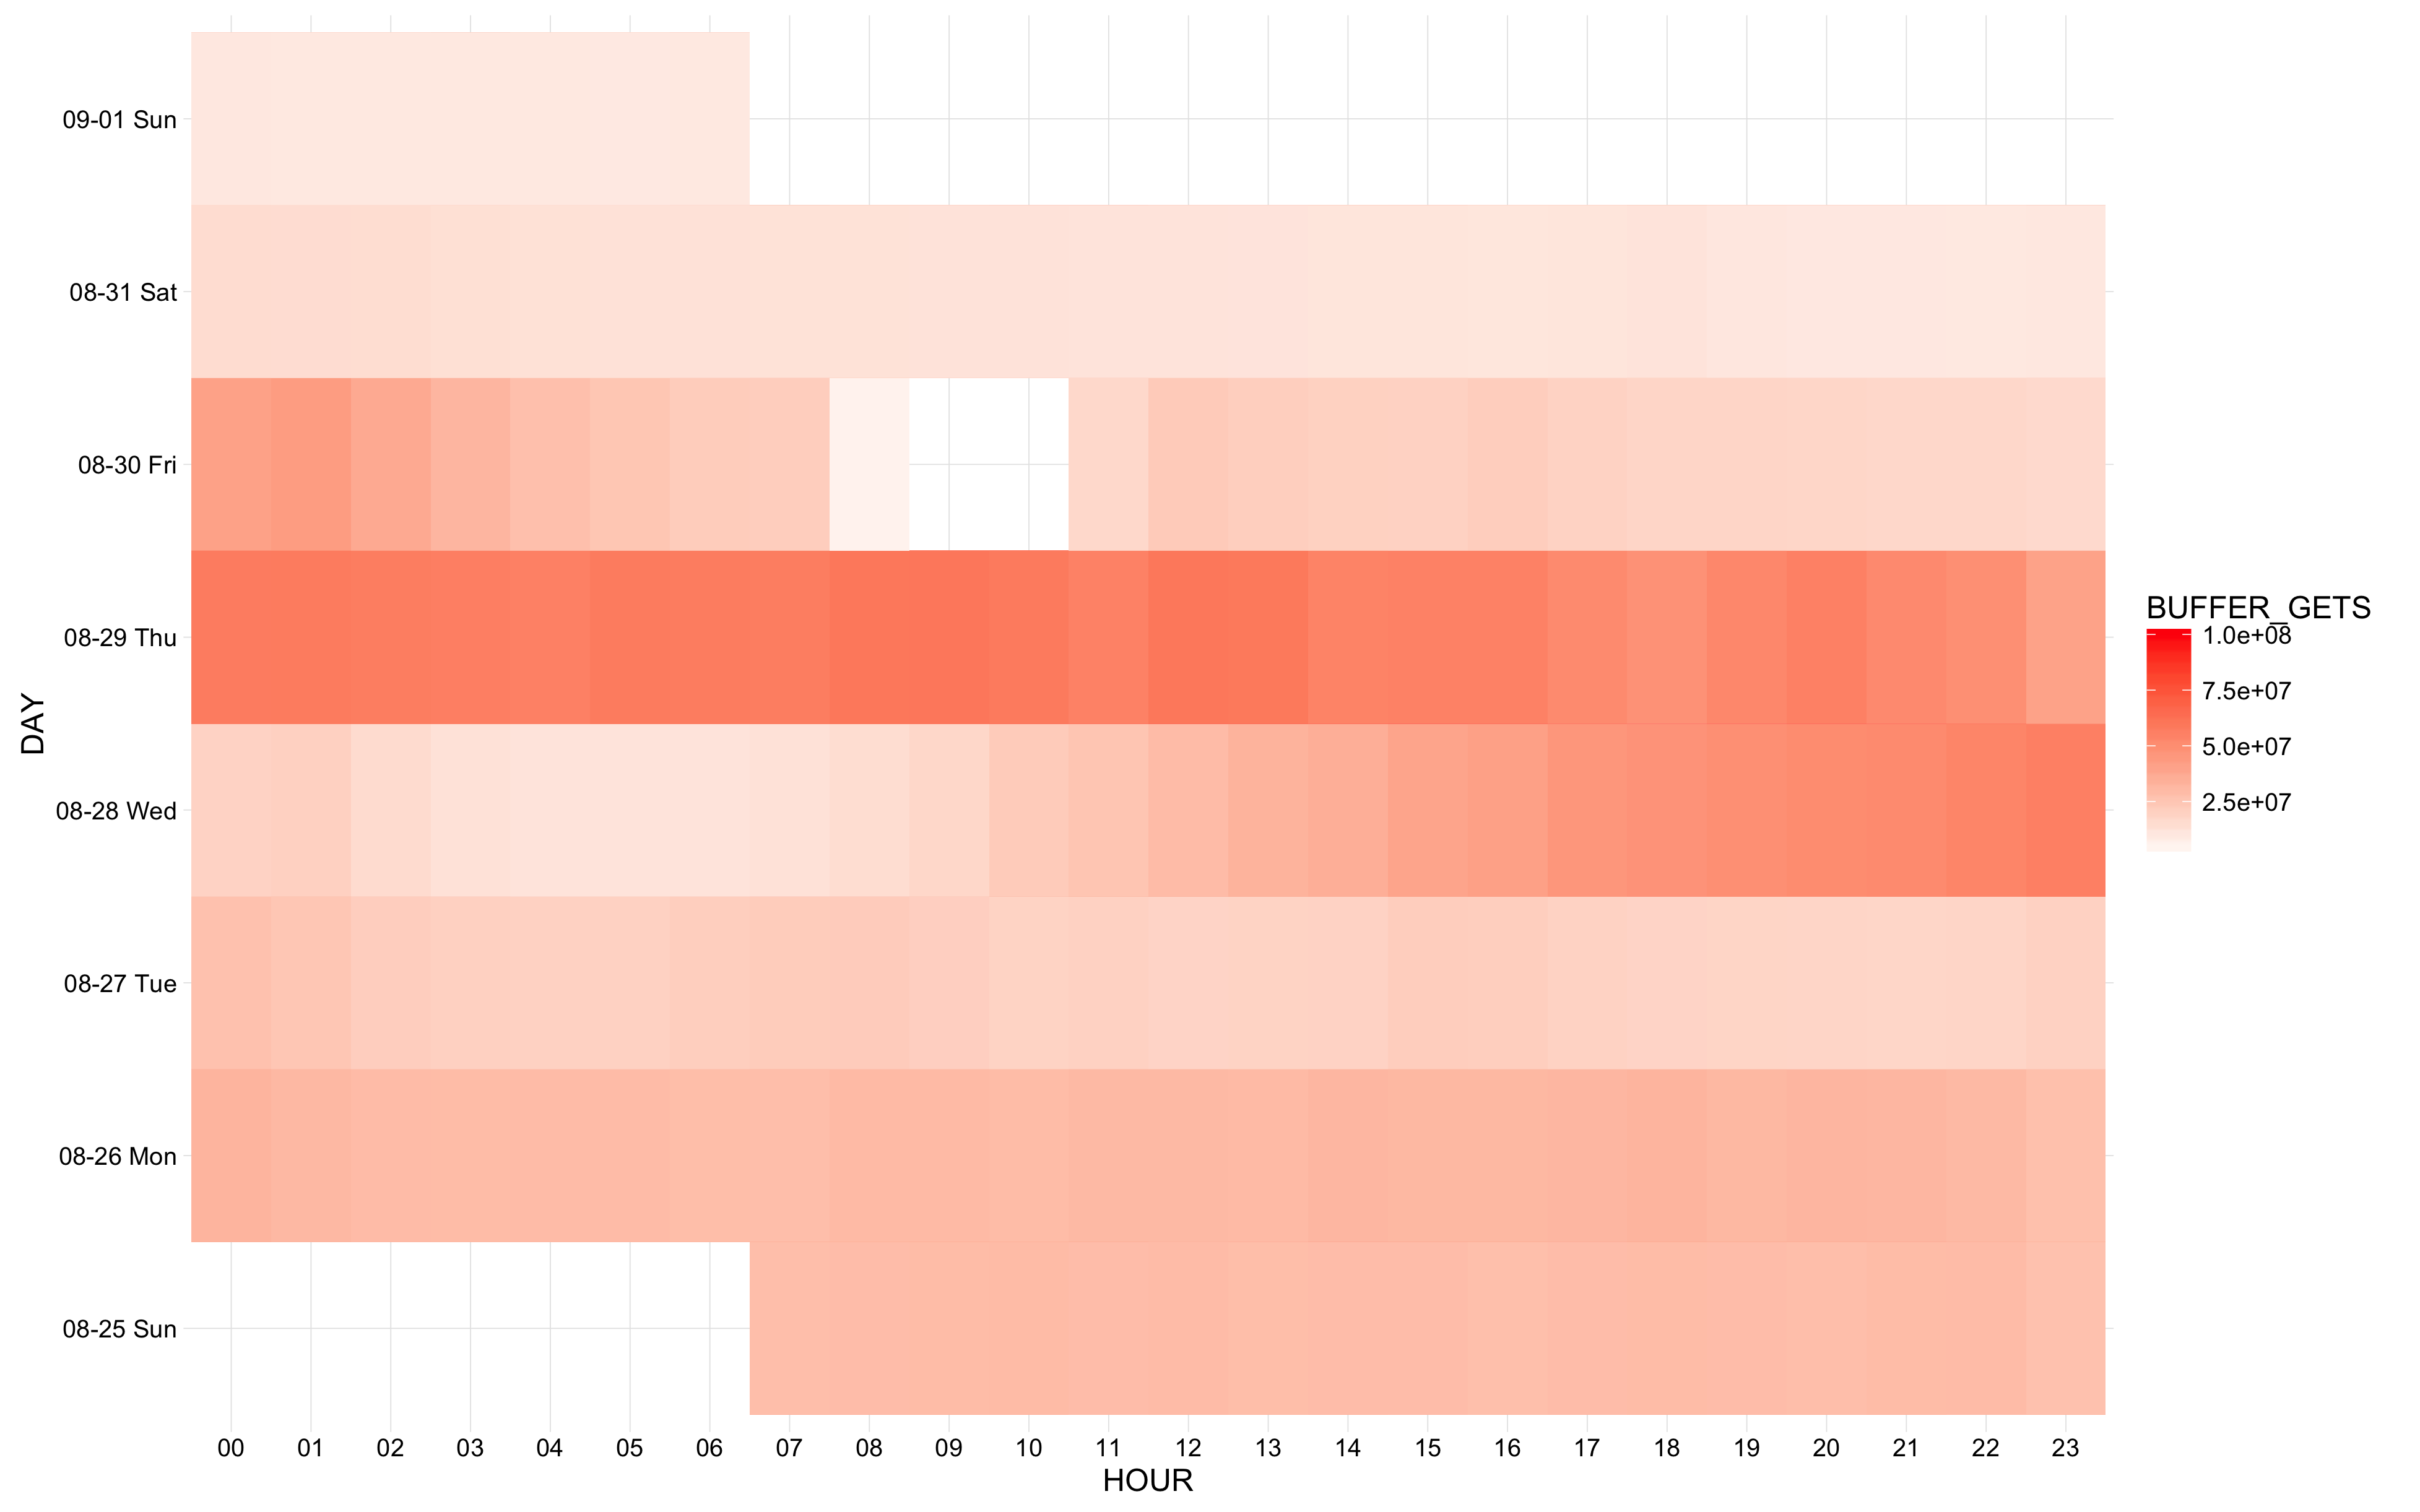 09-01 Sun
08-31 Sat
08-30 Fri
08-29 Thu
08-28 Wed
08-27 Tue
08-26 Mon
08-25 Sun
DAY
00 01 02 03 04 05 06 07 08 09 10 11 12 13 14 15 16 17 18 19 20 21 22 23
HOUR
BUFFER_GETS
1.0e+08
7.5e+07
5.0e+07
2.5e+07